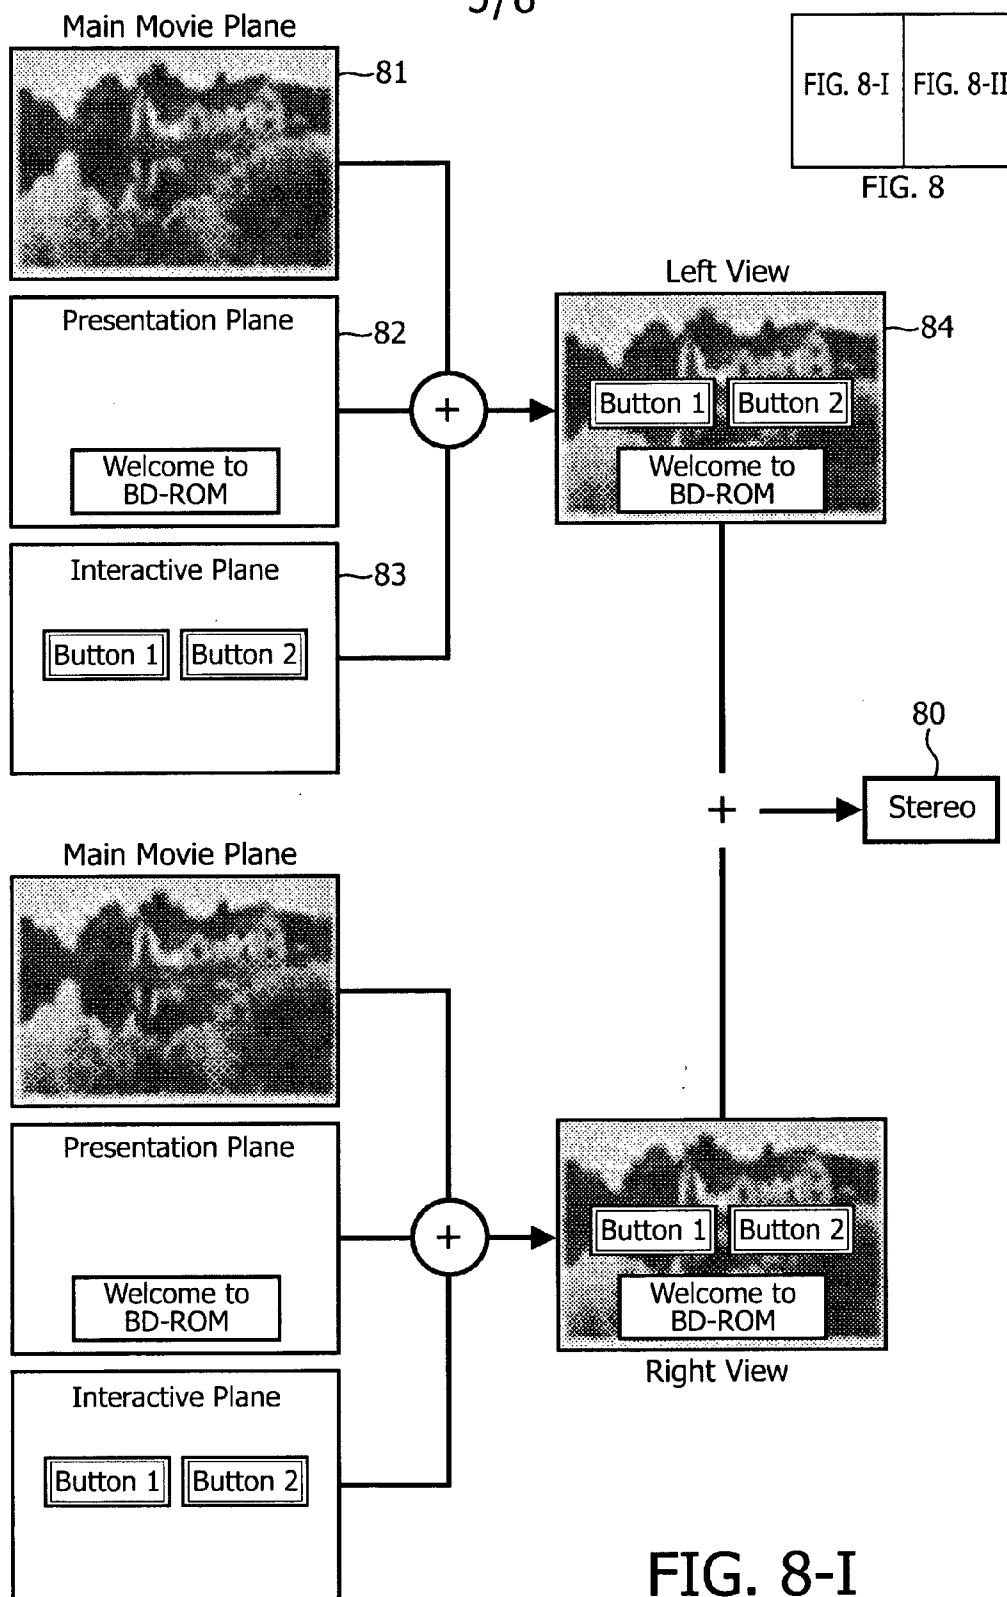 5/6
Main Movie Plane
81
FIG. 8-I
FIG. 8-II
FIG. 8
Presentation Plane
82
Welcome to
BD-ROM
Interactive Plane
83
Button 1
Button 2
+
Left View
84
Button 1
Button 2
Welcome to
BD-ROM
80
+
Stereo
Main Movie Plane
Presentation Plane
Welcome to
BD-ROM
Interactive Plane
Button 1
Button 2
+
Button 1
Button 2
Welcome to
BD-ROM
Right View
FIG. 8-I